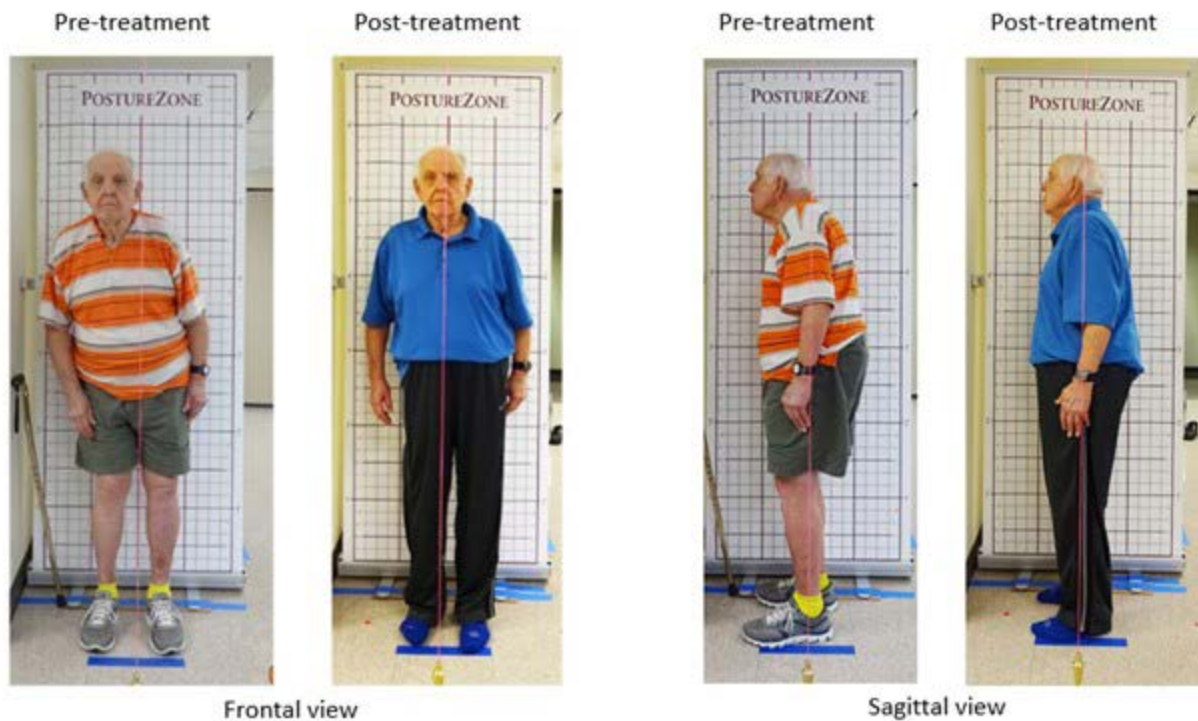 Pre-treatment
Post-treatment
Pre-treatment
Post-treatment
POSTUREZONE
POSTUREZONE
POSTUREZONE
POSTUREZONE
Frontal view
Sagittal view